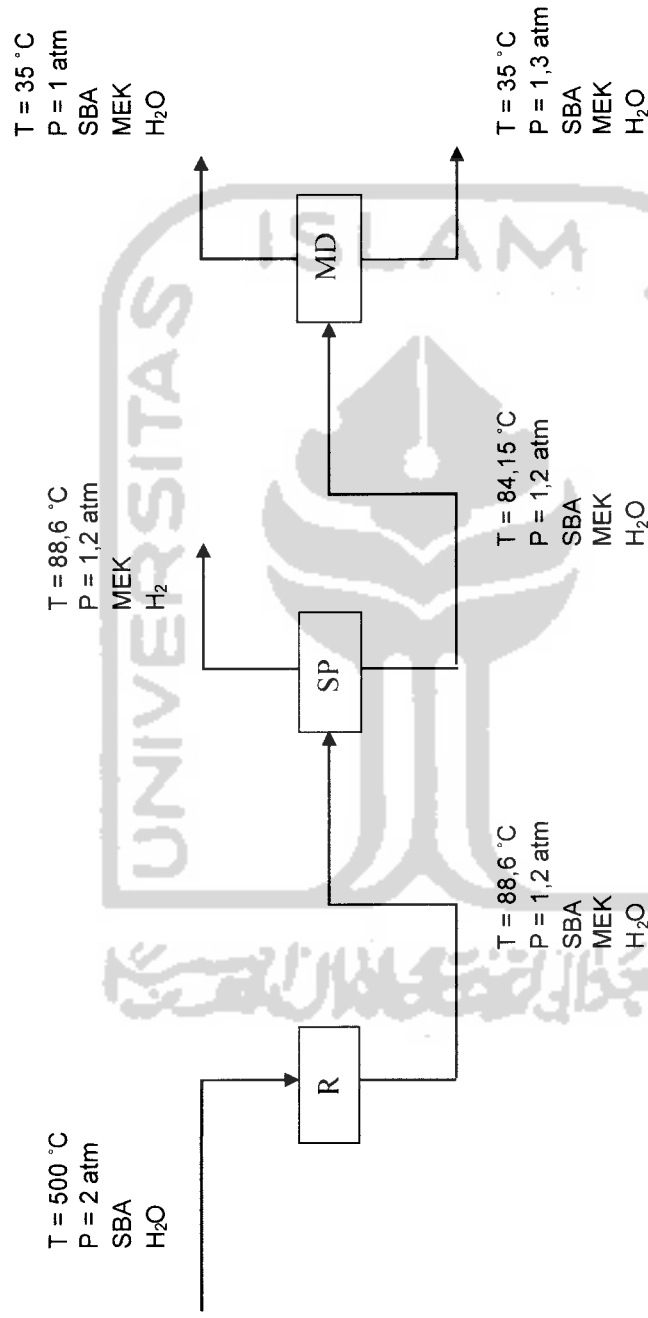 T = 500 °C
P = 2 atm
SBA
H₂O
R
T = 88,6 °C
P = 1,2 atm
SBA
MEK
H₂O
SP
T = 88,6 °C
P = 1,2 atm
MEK
H₂
T = 84,15 °C
P = 1,2 atm
SBA
MEK
H₂O
MD
T = 35 °C
P = 1 atm
SBA
MEK
H₂O
T = 35 °C
P = 1,3 atm
SBA
MEK
H₂O
UNIVERSITAS
ISLAM